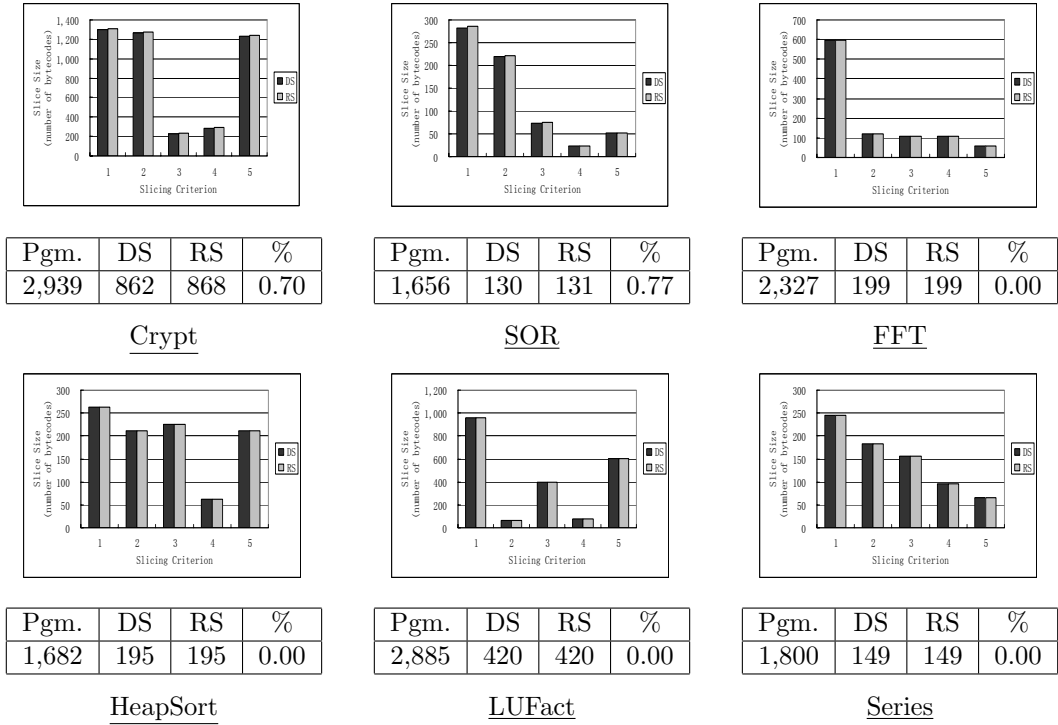 1,400
1,200
1,000
800
600
400
200
0
Slice Size
(number of bytecodes)
1 2 3 4 5
Slicing Criterion
DS
RS
Pgm. DS RS %
2,939 862 868 0.70
Crypt
300
250
200
150
100
50
0
Slice Size
(number of bytecodes)
1 2 3 4 5
Slicing Criterion
DS
RS
Pgm. DS RS %
1,656 130 131 0.77
SOR
700
600
500
400
300
200
100
0
Slice Size
(number of bytecodes)
1 2 3 4 5
Slicing Criterion
DS
RS
Pgm. DS RS %
2,327 199 199 0.00
FFT
300
250
200
150
100
50
0
Slice Size
(number of bytecodes)
1 2 3 4 5
Slicing Criterion
DS
RS
Pgm. DS RS %
1,682 195 195 0.00
HeapSort
1,200
1,000
800
600
400
200
0
Slice Size
(number of bytecodes)
1 2 3 4 5
Slicing Criterion
DS
RS
Pgm. DS RS %
2,885 420 420 0.00
LUFact
300
250
200
150
100
50
0
Slice Size
(number of bytecodes)
1 2 3 4 5
Slicing Criterion
DS
RS
Pgm. DS RS %
1,800 149 149 0.00
Series